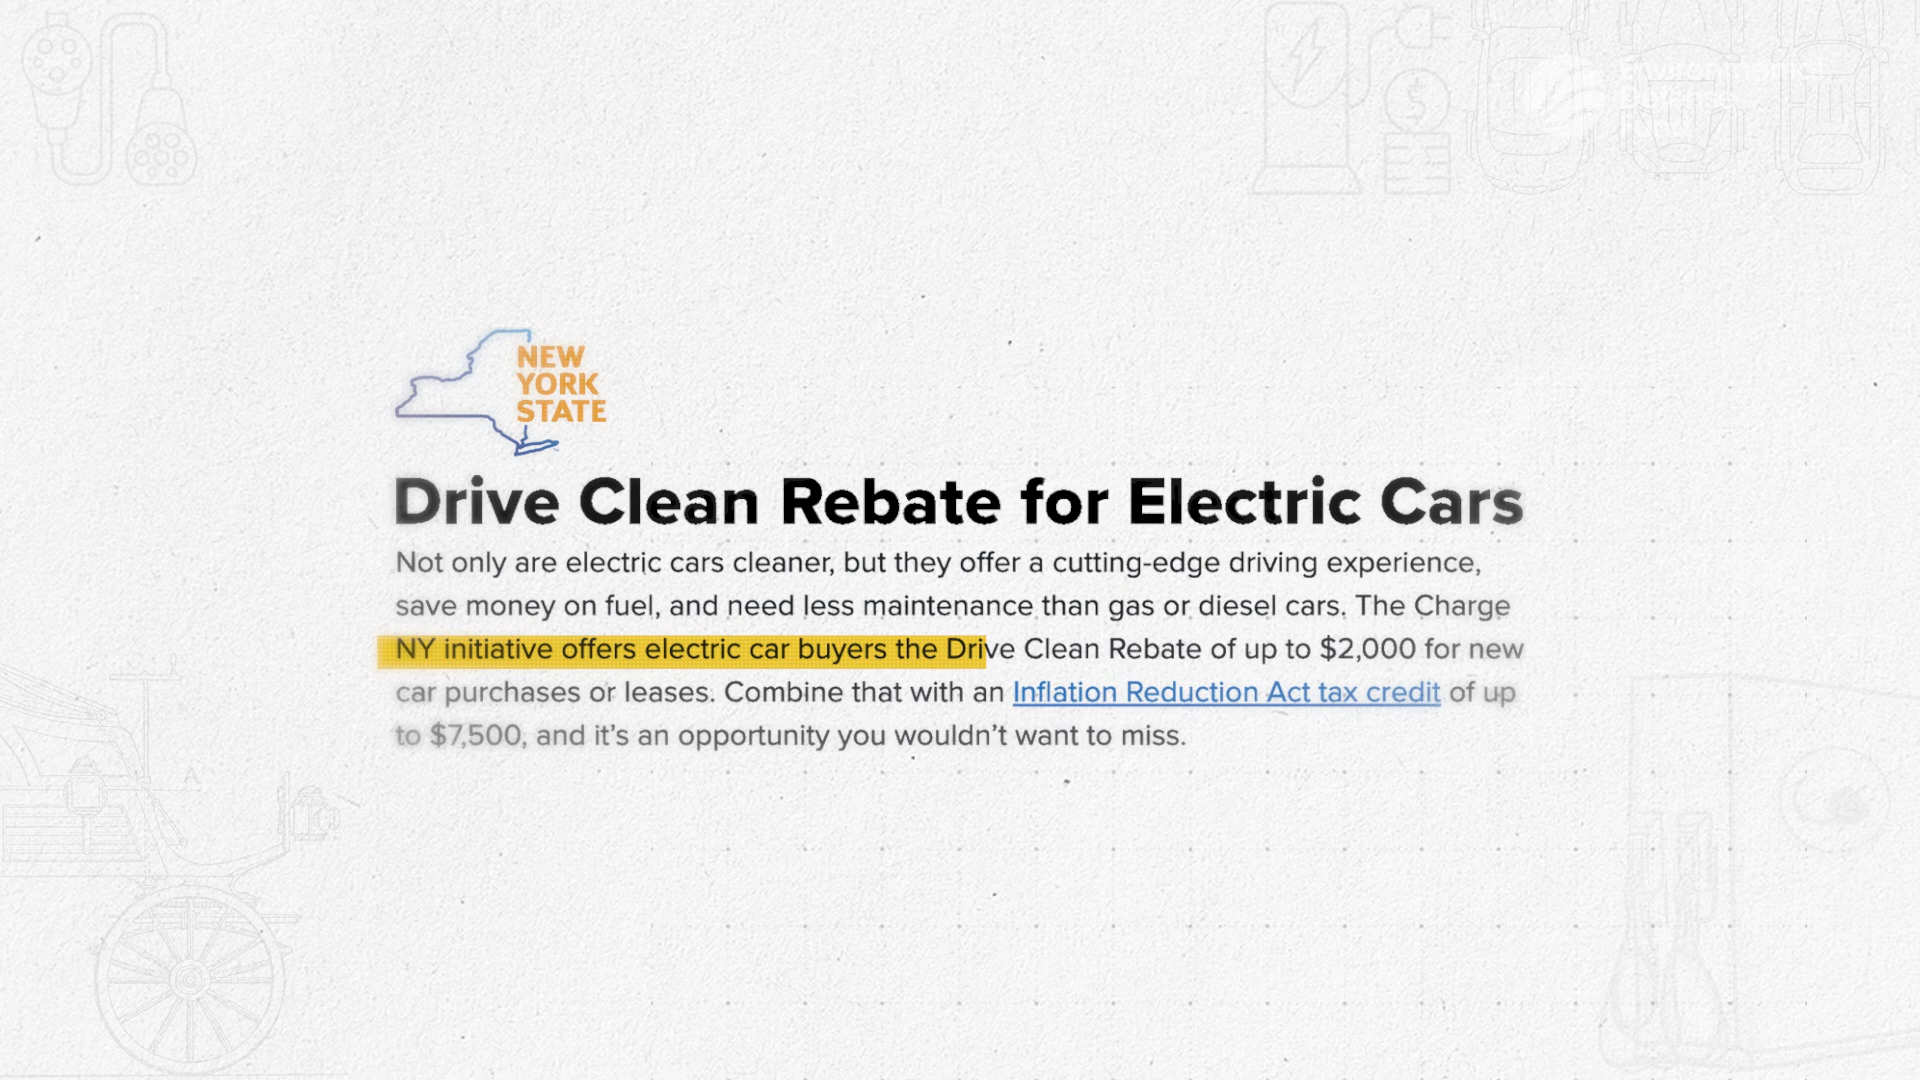 NEW
YORK
STATE
Drive Clean Rebate for Electric Cars
Not only are electric cars cleaner, but they offer a cutting-edge driving experience,
save money on fuel, and need less maintenance than gas or diesel cars. The Charge
NY initiative offers electric car buyers the Drive Clean Rebate of up to $2,000 for new
car purchases or leases. Combine that with an Inflation Reduction Act tax credit of up
to $7,500, and it’s an opportunity you wouldn’t want to miss.